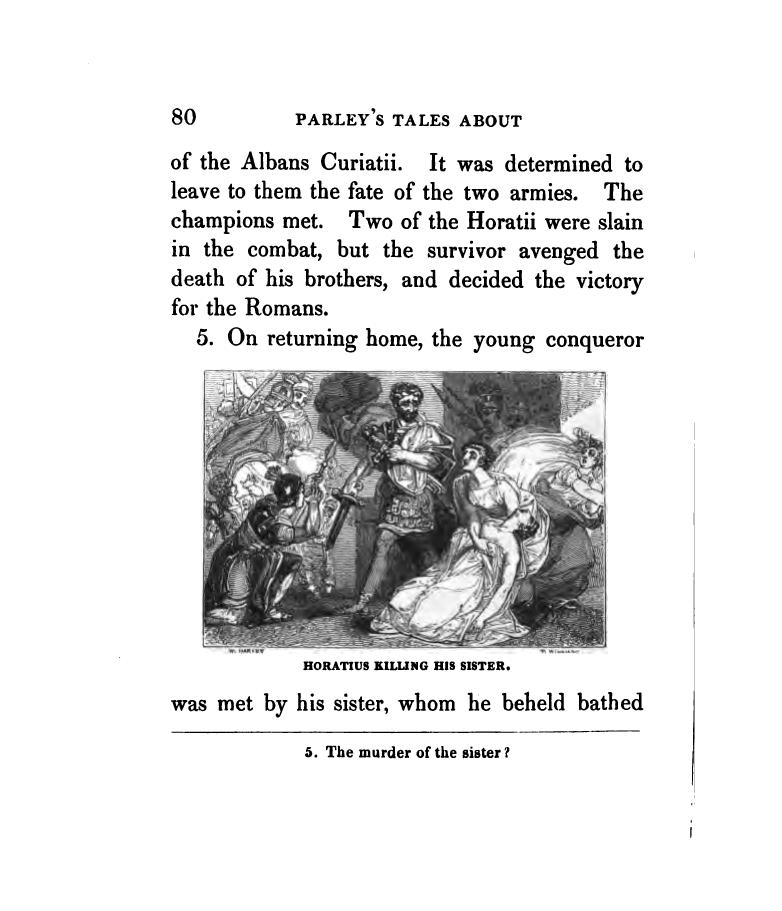 80 PARLEY'S TALES ABOUT
of the Albans Curiatii. It was determined to
leave to them the fate of the two armies. The
champions met. Two of the Horatii were slain
in the combat, but the survivor avenged the
death of his brothers, and decided the victory
for the Romans.
5. On returning home, the young conqueror
W. HARVEY
HORATIUS KILLING HIS SISTER.
was met by his sister, whom he beheld bathed
5. The murder of the sister?